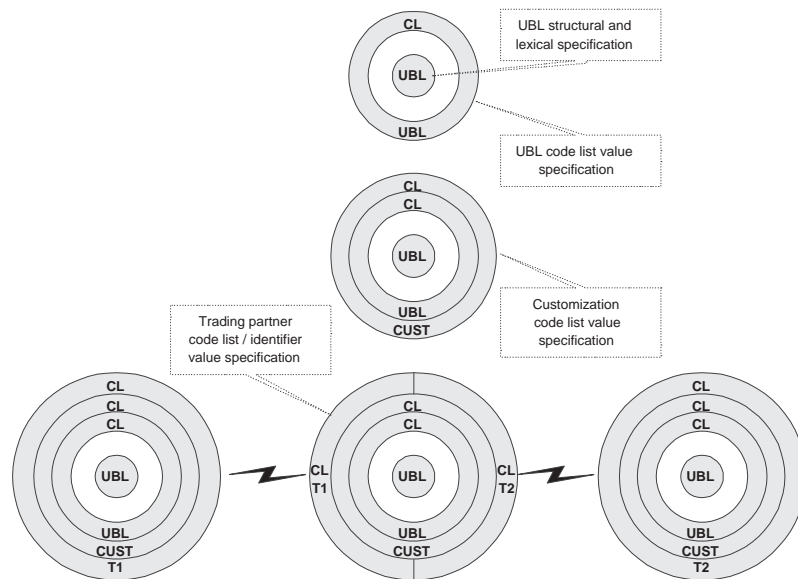 CL
UBL
UBL
UBL structural and
lexical specification
UBL code list value
specification
CL
CL
UBL
UBL
CUST
Customization
code list value
specification
Trading partner
code list / identifier
value specification
CL
CL
CL
UBL
UBL
CUST
T1
CL
CL
CL
T1
UBL
CL
T2
UBL
CUST
CL
CL
CL
UBL
UBL
CUST
T2